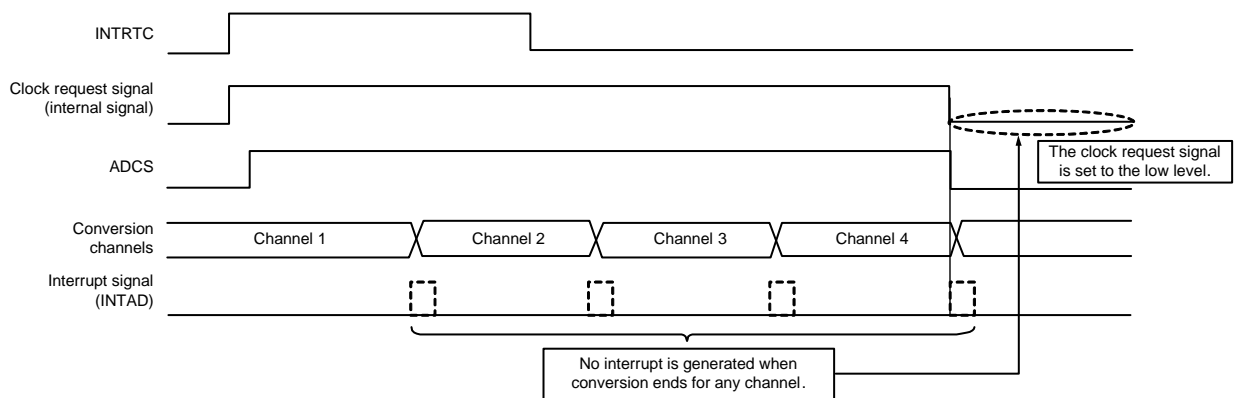 INTRTC
Clock request signal
(internal signal)
The clock request signal
is set to the low level.
ADCS
Conversion
channels
Channel 1
Channel 2
Channel 3
Channel 4
Interrupt signal
(INTAD)
No interrupt is generated when
conversion ends for any channel.